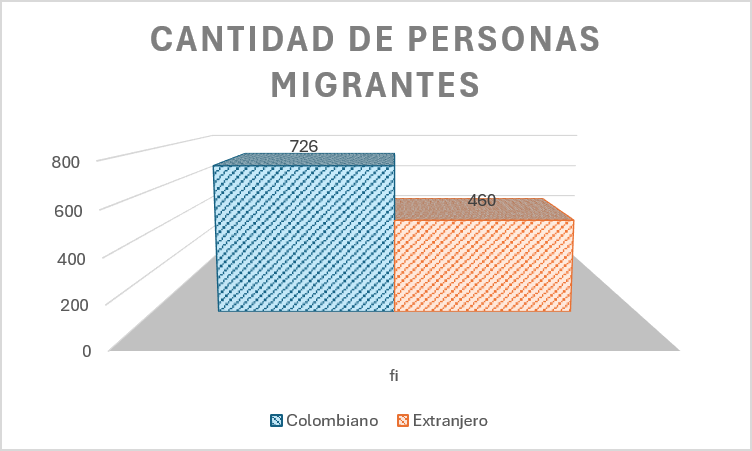 CANTIDAD DE PERSONAS
MIGRANTES
726
800
460
600
400
200
0
fi
Colombiano Extranjero